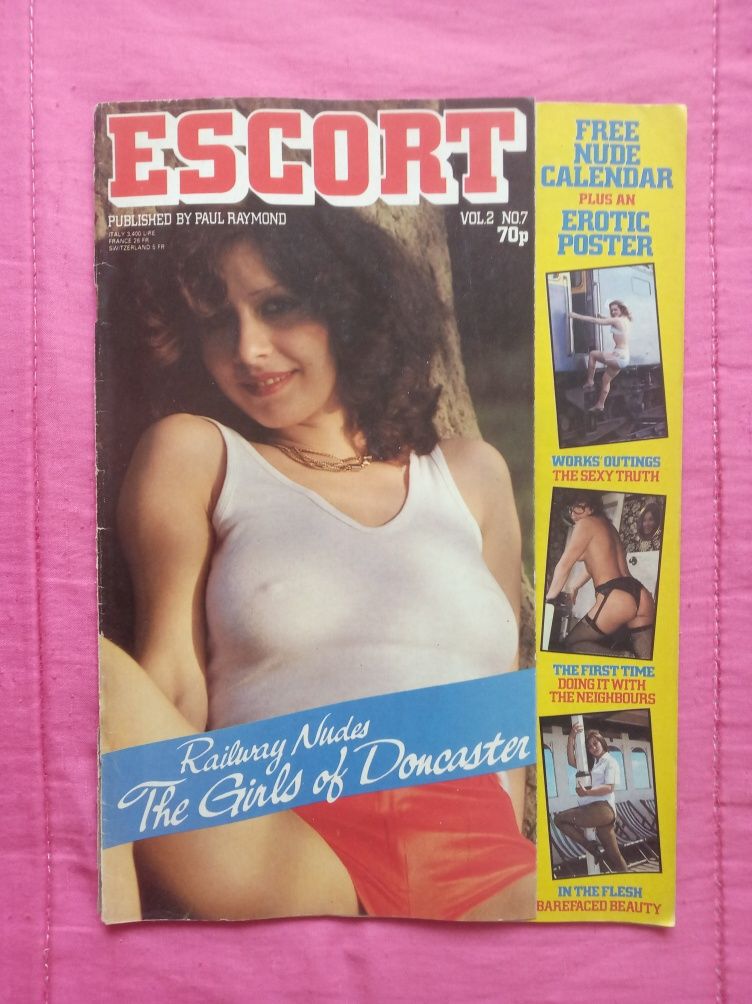 ESCORT
PUBLISHED BY PAUL RAYMOND
VOL.2 NO.7
70p
ITALY 3,400 LIRE
FRANCE 26 FR
SWITZERLAND 5 FR
Railway Nudes
The Girls of Doncaster
FREE
NUDE
CALENDAR
PLUS AN
EROTIC
POSTER
WORKS' OUTINGS
THE SEXY TRUTH
THE FIRST TIME
DOING IT WITH
THE NEIGHBOURS
IN THE FLESH
BAREFACED BEAUTY